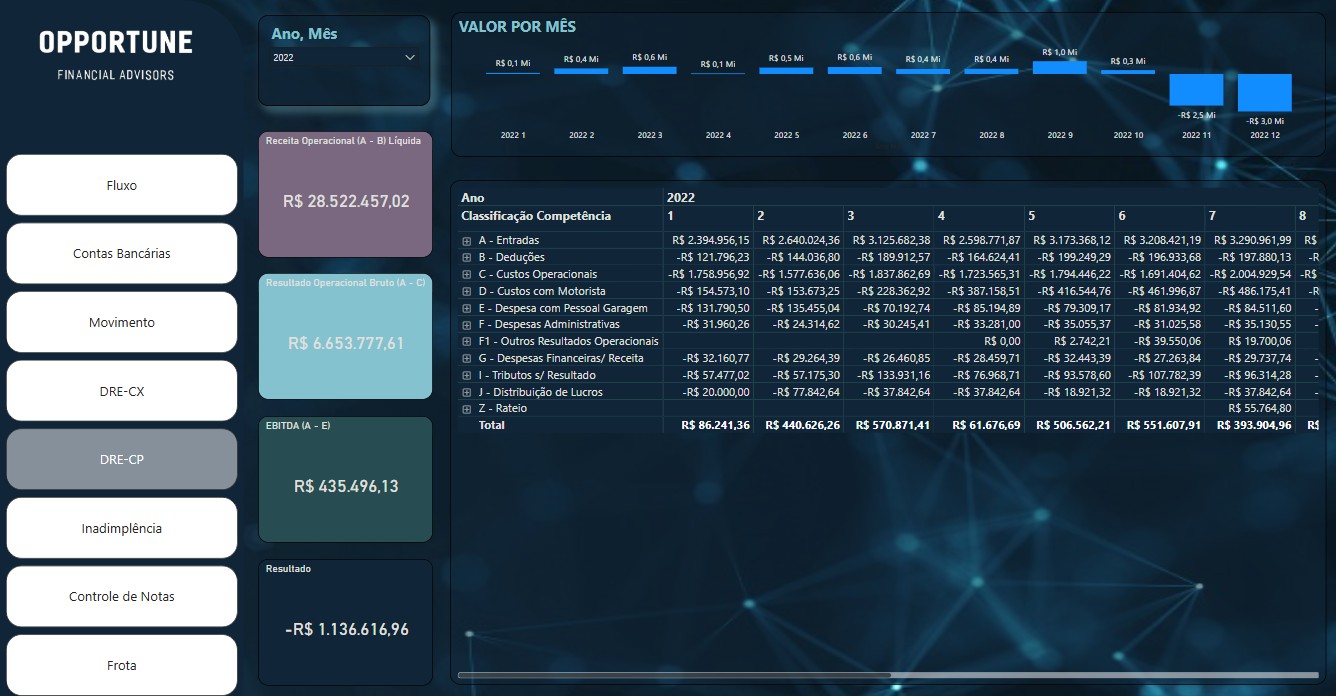 OPPORTUNE
FINANCIAL ADVISORS
Fluxo
Contas Bancárias
Movimento
DRE-CX
DRE-CP
Inadimplência
Controle de Notas
Frota
Ano, Mês
2022
Receita Operacional (A - B) Líquida
R$ 28.522.457,02
Resultado Operacional Bruto (A - C)
R$ 6.653.777,61
EBITDA (A - E)
R$ 435.496,13
Resultado
-R$ 1.136.616,96
VALOR POR MÊS
R$ 0,1 Mi R$ 0,4 Mi R$ 0,6 Mi R$ 0,1 Mi R$ 0,5 Mi R$ 0,6 Mi R$ 0,4 Mi R$ 0,4 Mi R$ 1,0 Mi R$ 0,3 Mi -R$ 2,5 Mi -R$ 3,0 Mi
2022 1 2022 2 2022 3 2022 4 2022 5 2022 6 2022 7 2022 8 2022 9 2022 10 2022 11 2022 12
Ano 2022
Classificação Competência 1 2 3 4 5 6 7 8
A - Entradas R$ 2.394.956,15 R$ 2.640.024,36 R$ 3.125.682,38 R$ 2.598.771,87 R$ 3.173.368,12 R$ 3.208.421,19 R$ 3.290.961,99 R$
B - Deduções -R$ 121.796,23 -R$ 144.036,80 -R$ 189.912,57 -R$ 164.624,41 -R$ 199.249,29 -R$ 196.933,68 -R$ 197.880,13 -R
C - Custos Operacionais -R$ 1.758.956,92 -R$ 1.577.636,06 -R$ 1.837.862,69 -R$ 1.723.565,31 -R$ 1.794.446,22 -R$ 1.691.404,62 -R$ 2.004.929,54 -R$
D - Custos com Motorista -R$ 154.573,10 -R$ 153.673,25 -R$ 228.362,92 -R$ 387.158,51 -R$ 416.544,76 -R$ 461.996,87 -R$ 486.175,41 -R
E - Despesa com Pessoal Garagem -R$ 131.790,50 -R$ 135.455,04 -R$ 70.192,74 -R$ 85.194,89 -R$ 79.309,17 -R$ 81.934,92 -R$ 84.511,60 -
F - Despesas Administrativas -R$ 31.960,26 -R$ 24.314,62 -R$ 30.245,41 -R$ 33.281,00 -R$ 35.055,37 -R$ 31.025,58 -R$ 35.130,55 -
F1 - Outros Resultados Operacionais R$ 0,00 R$ 2.742,21 -R$ 39.550,06 R$ 19.700,06
G - Despesas Financeiras/ Receita -R$ 32.160,77 -R$ 29.264,39 -R$ 26.460,85 -R$ 28.459,71 -R$ 32.443,39 -R$ 27.263,84 -R$ 29.737,74 -
I - Tributos s/ Resultado -R$ 57.477,02 -R$ 57.175,30 -R$ 133.931,16 -R$ 76.968,71 -R$ 93.578,60 -R$ 107.782,39 -R$ 96.314,28 -
J - Distribuição de Lucros -R$ 20.000,00 -R$ 77.842,64 -R$ 37.842,64 -R$ 37.842,64 -R$ 18.921,32 -R$ 18.921,32 -R$ 37.842,64 -
Z - Rateio R$ 55.764,80
Total R$ 86.241,36 R$ 440.626,26 R$ 570.871,41 R$ 61.676,69 R$ 506.562,21 R$ 551.607,91 R$ 393.904,96 R$